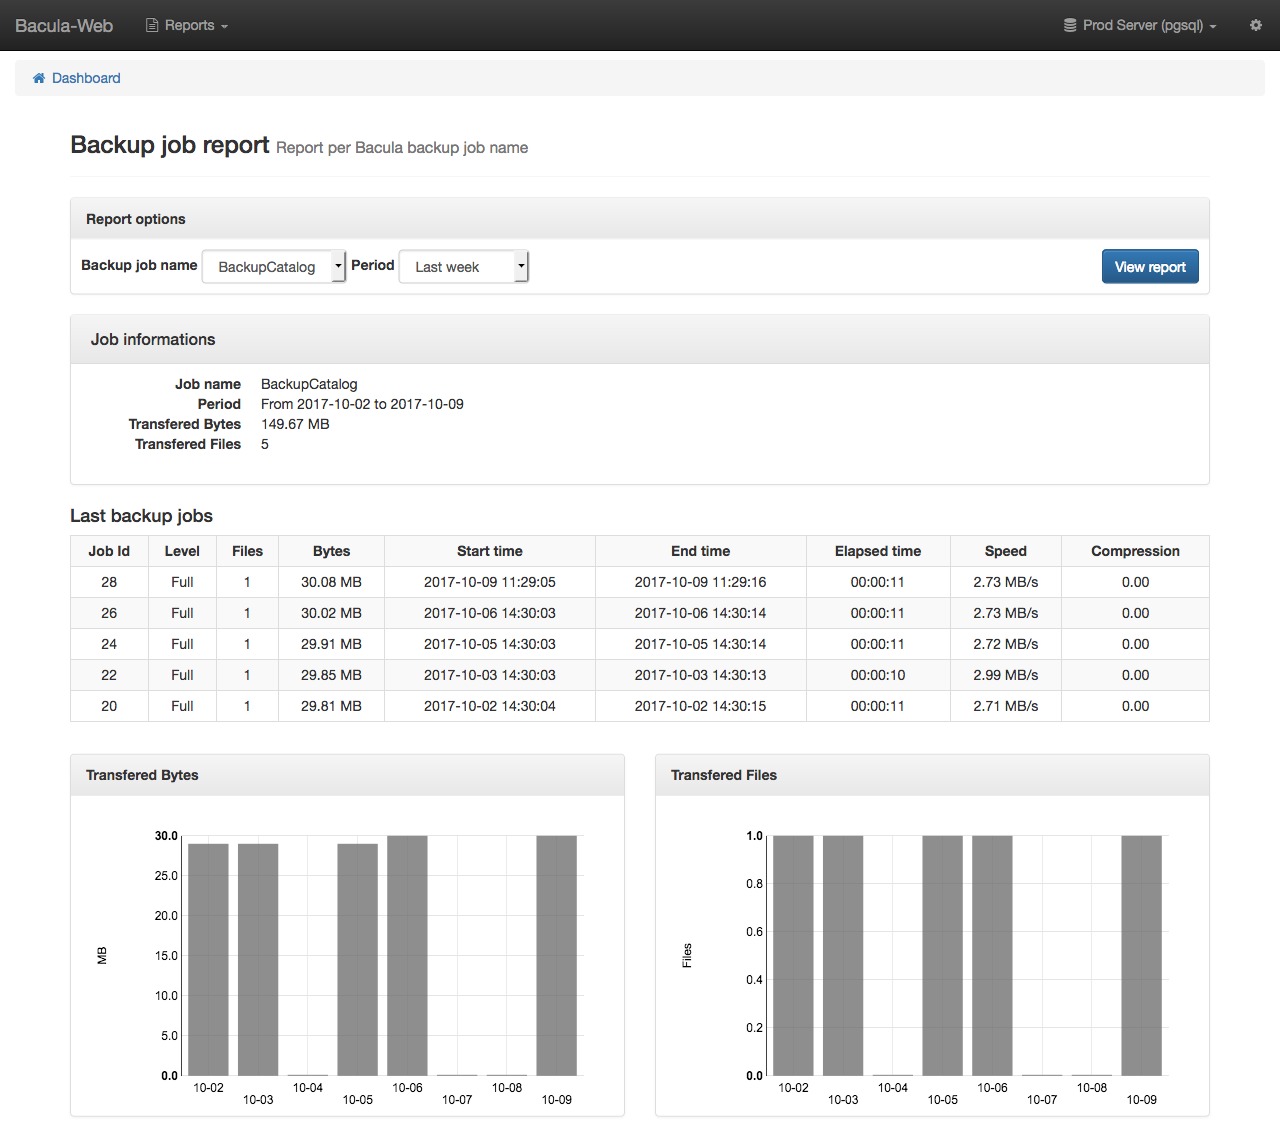 Bacula-Web Reports Prod Server (pgsql)
Dashboard
Backup job report Report per Bacula backup job name
Report options
Backup job name BackupCatalog Period Last week View report
Job informations
Job name BackupCatalog
Period From 2017-10-02 to 2017-10-09
Transfered Bytes 149.67 MB
Transfered Files 5
Last backup jobs
Job Id Level Files Bytes Start time End time Elapsed time Speed Compression
28 Full 1 30.08 MB 2017-10-09 11:29:05 2017-10-09 11:29:16 00:00:11 2.73 MB/s 0.00
26 Full 1 30.02 MB 2017-10-06 14:30:03 2017-10-06 14:30:14 00:00:11 2.73 MB/s 0.00
24 Full 1 29.91 MB 2017-10-05 14:30:03 2017-10-05 14:30:14 00:00:11 2.72 MB/s 0.00
22 Full 1 29.85 MB 2017-10-03 14:30:03 2017-10-03 14:30:13 00:00:10 2.99 MB/s 0.00
20 Full 1 29.81 MB 2017-10-02 14:30:04 2017-10-02 14:30:15 00:00:11 2.71 MB/s 0.00
Transfered Bytes
30.0
25.0
20.0
15.0
10.0
5.0
0.0
MB
10-02 10-04 10-06 10-08
10-03 10-05 10-07 10-09
Transfered Files
1.0
0.8
0.6
0.4
0.2
0.0
Files
10-02 10-04 10-06 10-08
10-03 10-05 10-07 10-09